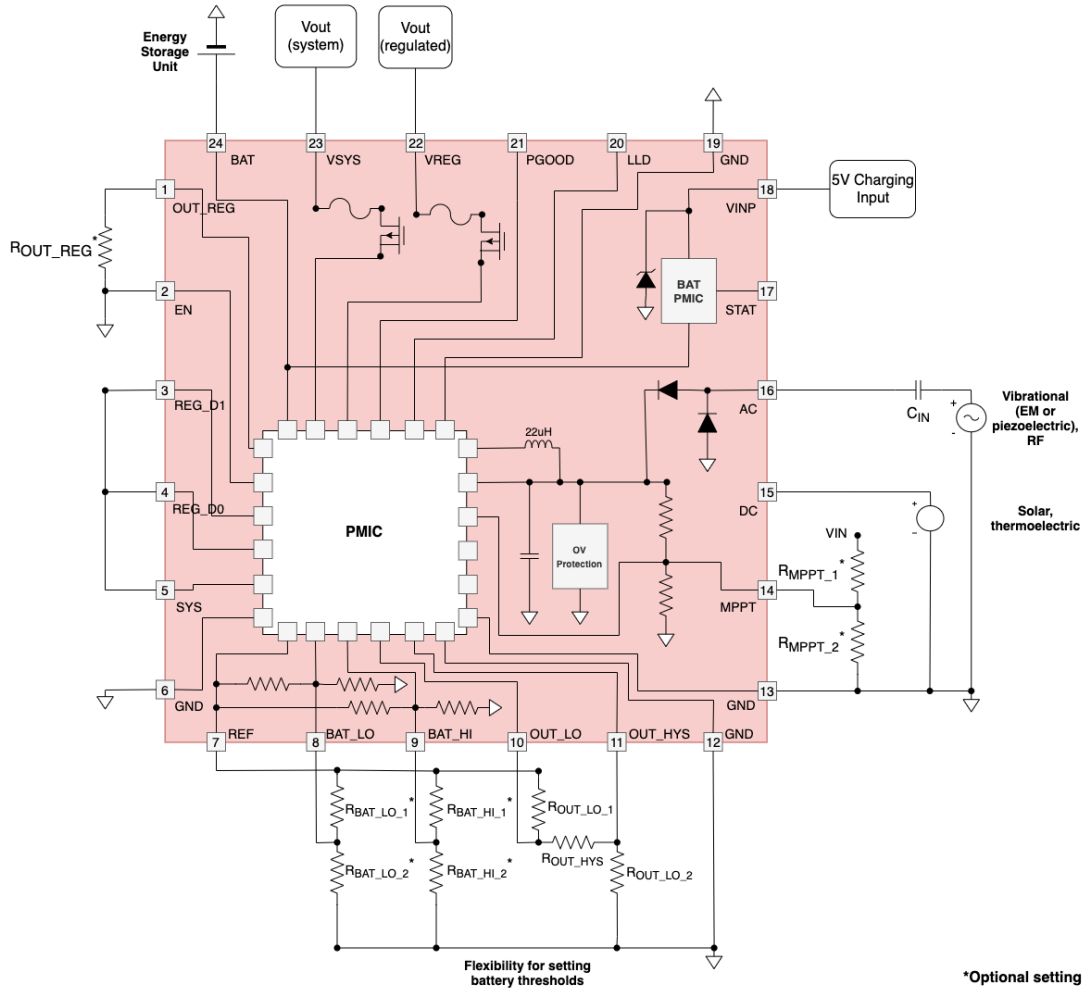 Energy
Storage
Unit
Vout
(system)
Vout
(regulated)
24
23
22
21
20
19
BAT
VSYS
VREG
PGOOD
LLD
GND
1
OUT_REG
18
VINP
5V Charging
Input
ROUT_REG*
2
EN
BAT
PMIC
17
STAT
3
REG_D1
16
AC
CIN
+
-
Vibrational
(EM or
piezoelectric),
RF
22uH
4
REG_D0
15
DC
+
-
Solar,
thermoelectric
PMIC
OV
Protection
VIN
RMPPT_1*
5
SYS
14
MPPT
RMPPT_2*
6
GND
13
GND
REF
BAT_LO
BAT_HI
OUT_LO
OUT_HYS
GND
7
8
9
10
11
12
RBAT_LO_1*
RBAT_HI_1*
ROUT_LO_1
ROUT_HYS
RBAT_LO_2*
RBAT_HI_2*
ROUT_LO_2
Flexibility for setting
battery thresholds
*Optional setting